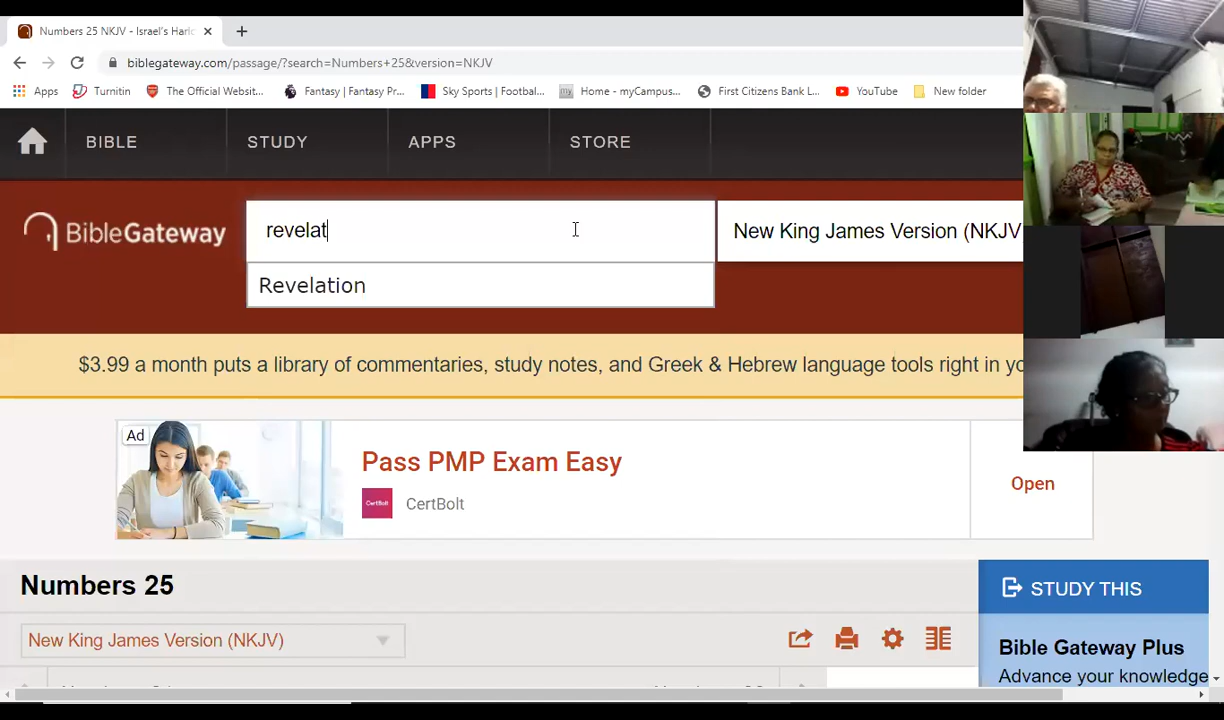 Numbers 25 NKJV - Israel's Harlo
biblegateway.com/passage/?search=Numbers+25&version=NKJV
Apps Turnitin The Official Website... Fantasy | Fantasy Pr... Sky Sports | Footbal... Home - myCampus... First Citizens Bank L... YouTube New folder
BIBLE STUDY APPS STORE
BibleGateway revelat New King James Version (NKJV)
Revelation
$3.99 a month puts a library of commentaries, study notes, and Greek & Hebrew language tools right in yo
Ad
Pass PMP Exam Easy
CertBolt CertBolt
Open
Numbers 25
STUDY THIS
New King James Version (NKJV)
Bible Gateway Plus
Advance your knowledge